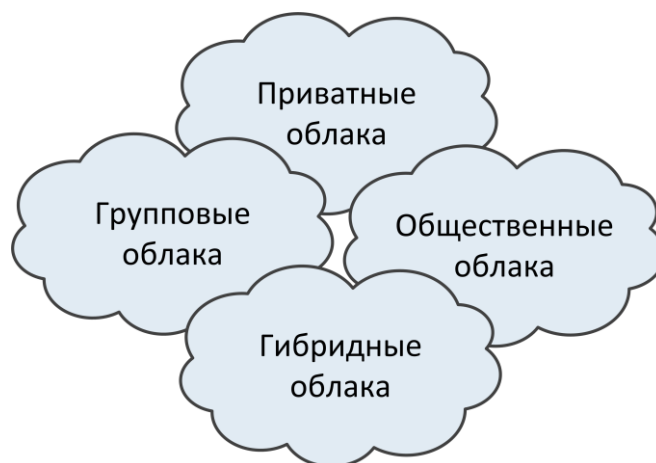 Приватные
облака
Групповые
облака
Общественные
облака
Гибридные
облака